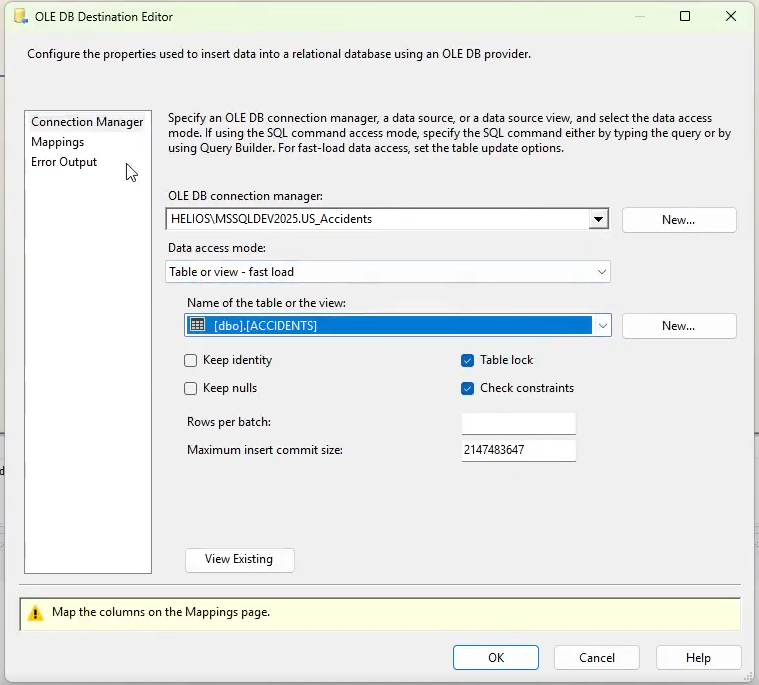 OLE DB Destination Editor
Configure the properties used to insert data into a relational database using an OLE DB provider.
Connection Manager
Mappings
Error Output
Specify an OLE DB connection manager, a data source, or a data source view, and select the data access
mode. If using the SQL command access mode, specify the SQL command either by typing the query or by
using Query Builder. For fast-load data access, set the table update options.
OLE DB connection manager:
HELIOS\MSSQLDEV2025.US_Accidents
New...
Data access mode:
Table or view - fast load
Name of the table or the view:
[dbo].[ACCIDENTS]
New...
Keep identity
Table lock
Keep nulls
Check constraints
Rows per batch:
Maximum insert commit size:
2147483647
View Existing
Map the columns on the Mappings page.
OK
Cancel
Help